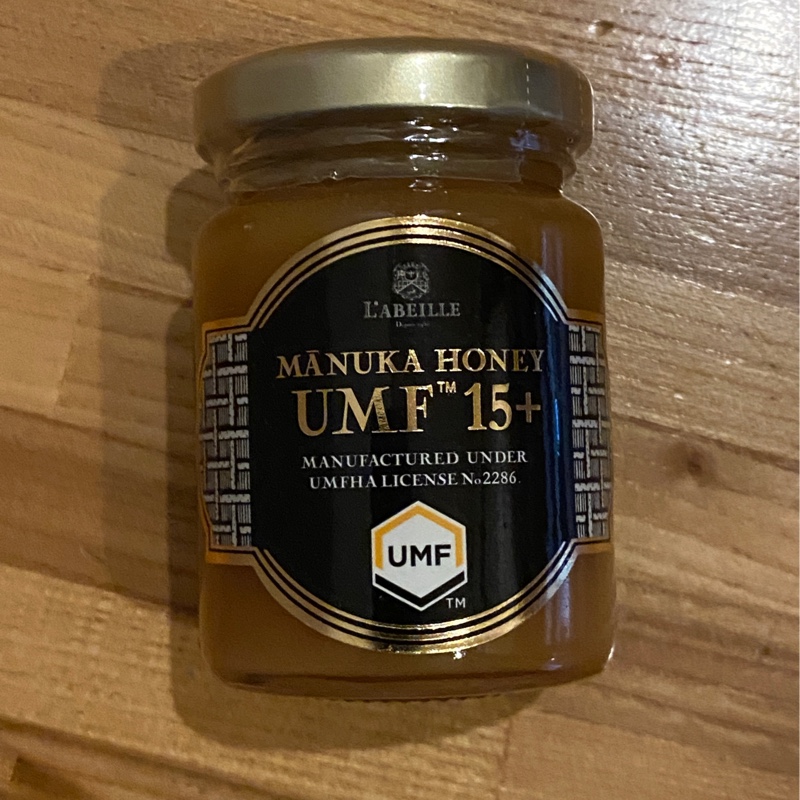 L'ABEILLE
MĀNUKA HONEY
UMF™ 15+
MANUFACTURED UNDER
UMFHA LICENSE No2286.
UMF
TM